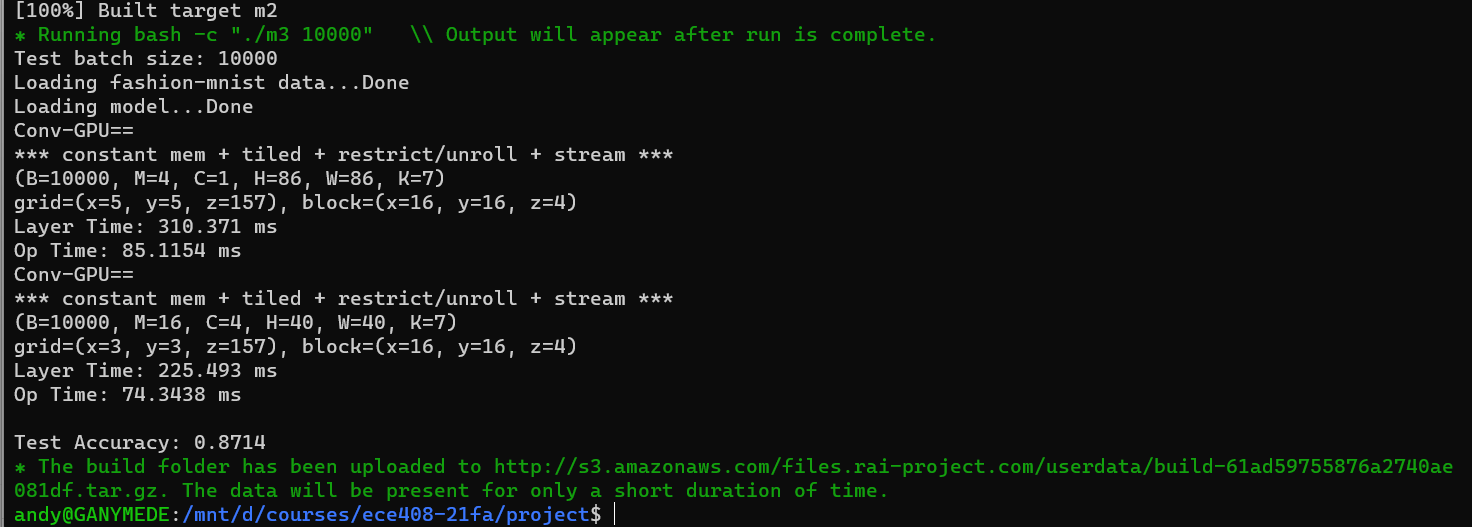 [100%] Built target m2
* Running bash -c "./m3 10000"   \\ Output will appear after run is complete.
Test batch size: 10000
Loading fashion-mnist data...Done
Loading model...Done
Conv-GPU==
*** constant mem + tiled + restrict/unroll + stream ***
(B=10000, M=4, C=1, H=86, W=86, K=7)
grid=(x=5, y=5, z=157), block=(x=16, y=16, z=4)
Layer Time: 310.371 ms
Op Time: 85.1154 ms
Conv-GPU==
*** constant mem + tiled + restrict/unroll + stream ***
(B=10000, M=16, C=4, H=40, W=40, K=7)
grid=(x=3, y=3, z=157), block=(x=16, y=16, z=4)
Layer Time: 225.493 ms
Op Time: 74.3438 ms

Test Accuracy: 0.8714
* The build folder has been uploaded to http://s3.amazonaws.com/files.rai-project.com/userdata/build-61ad59755876a2740ae
081df.tar.gz. The data will be present for only a short duration of time.
andy@GANYMEDE:/mnt/d/courses/ece408-21fa/project$